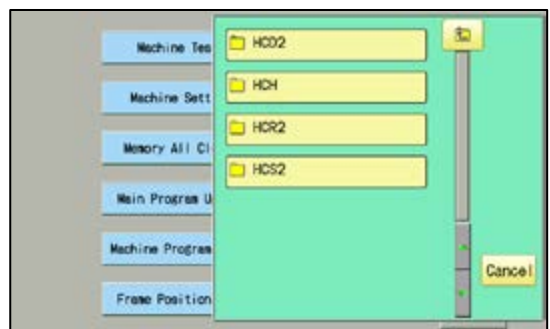 Machine Tes
Machine Sett
Memory All Cl
Main Program U
Machine Program
Frame Position
HCD2
HCH
HCR2
HCS2
Cancel